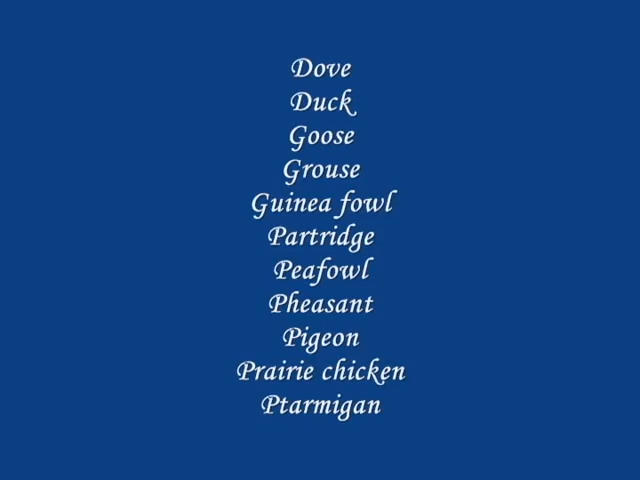 Dove
Duck
Goose
Grouse
Guinea fowl
Partridge
Peafowl
Pheasant
Pigeon
Prairie chicken
Ptarmigan